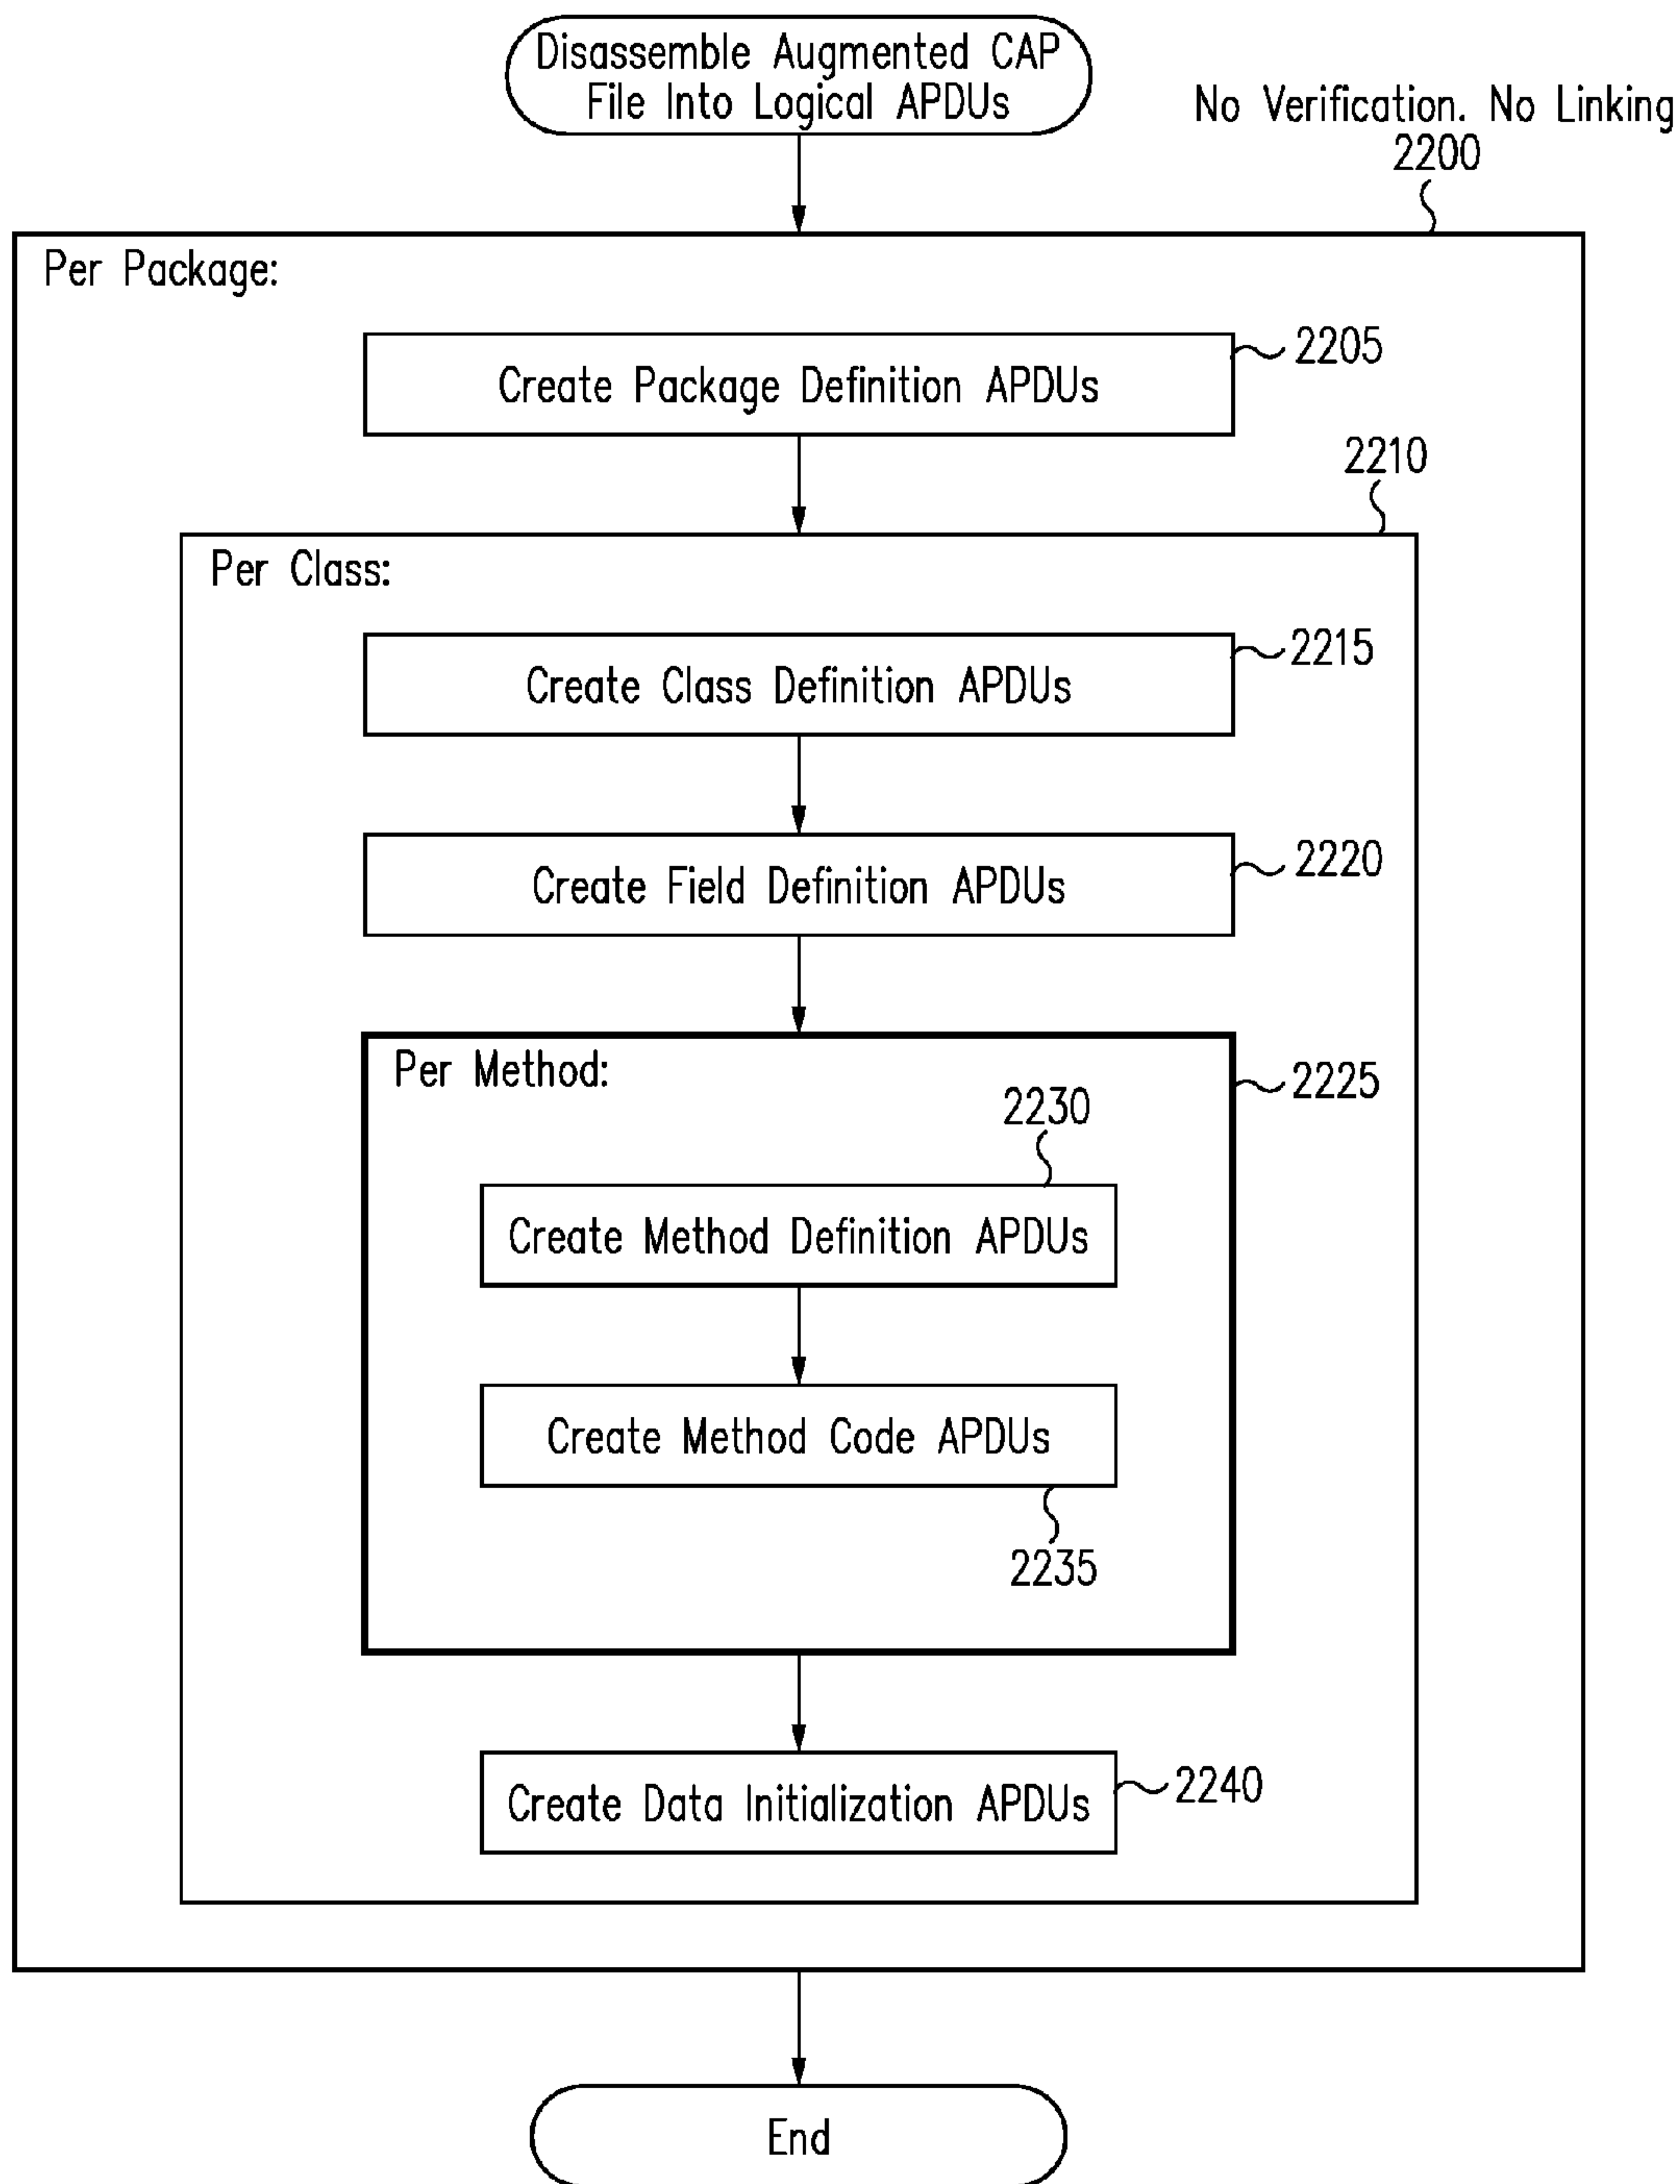 Disassemble Augmented CAP
File Into Logical APDUs
No Verification. No Linking
2200
Per Package:
2205
Create Package Definition APDUs
2210
Per Class:
2215
Create Class Definition APDUs
2220
Create Field Definition APDUs
Per Method:
2225
2230
Create Method Definition APDUs
Create Method Code APDUs
2235
2240
Create Data Initialization APDUs
End